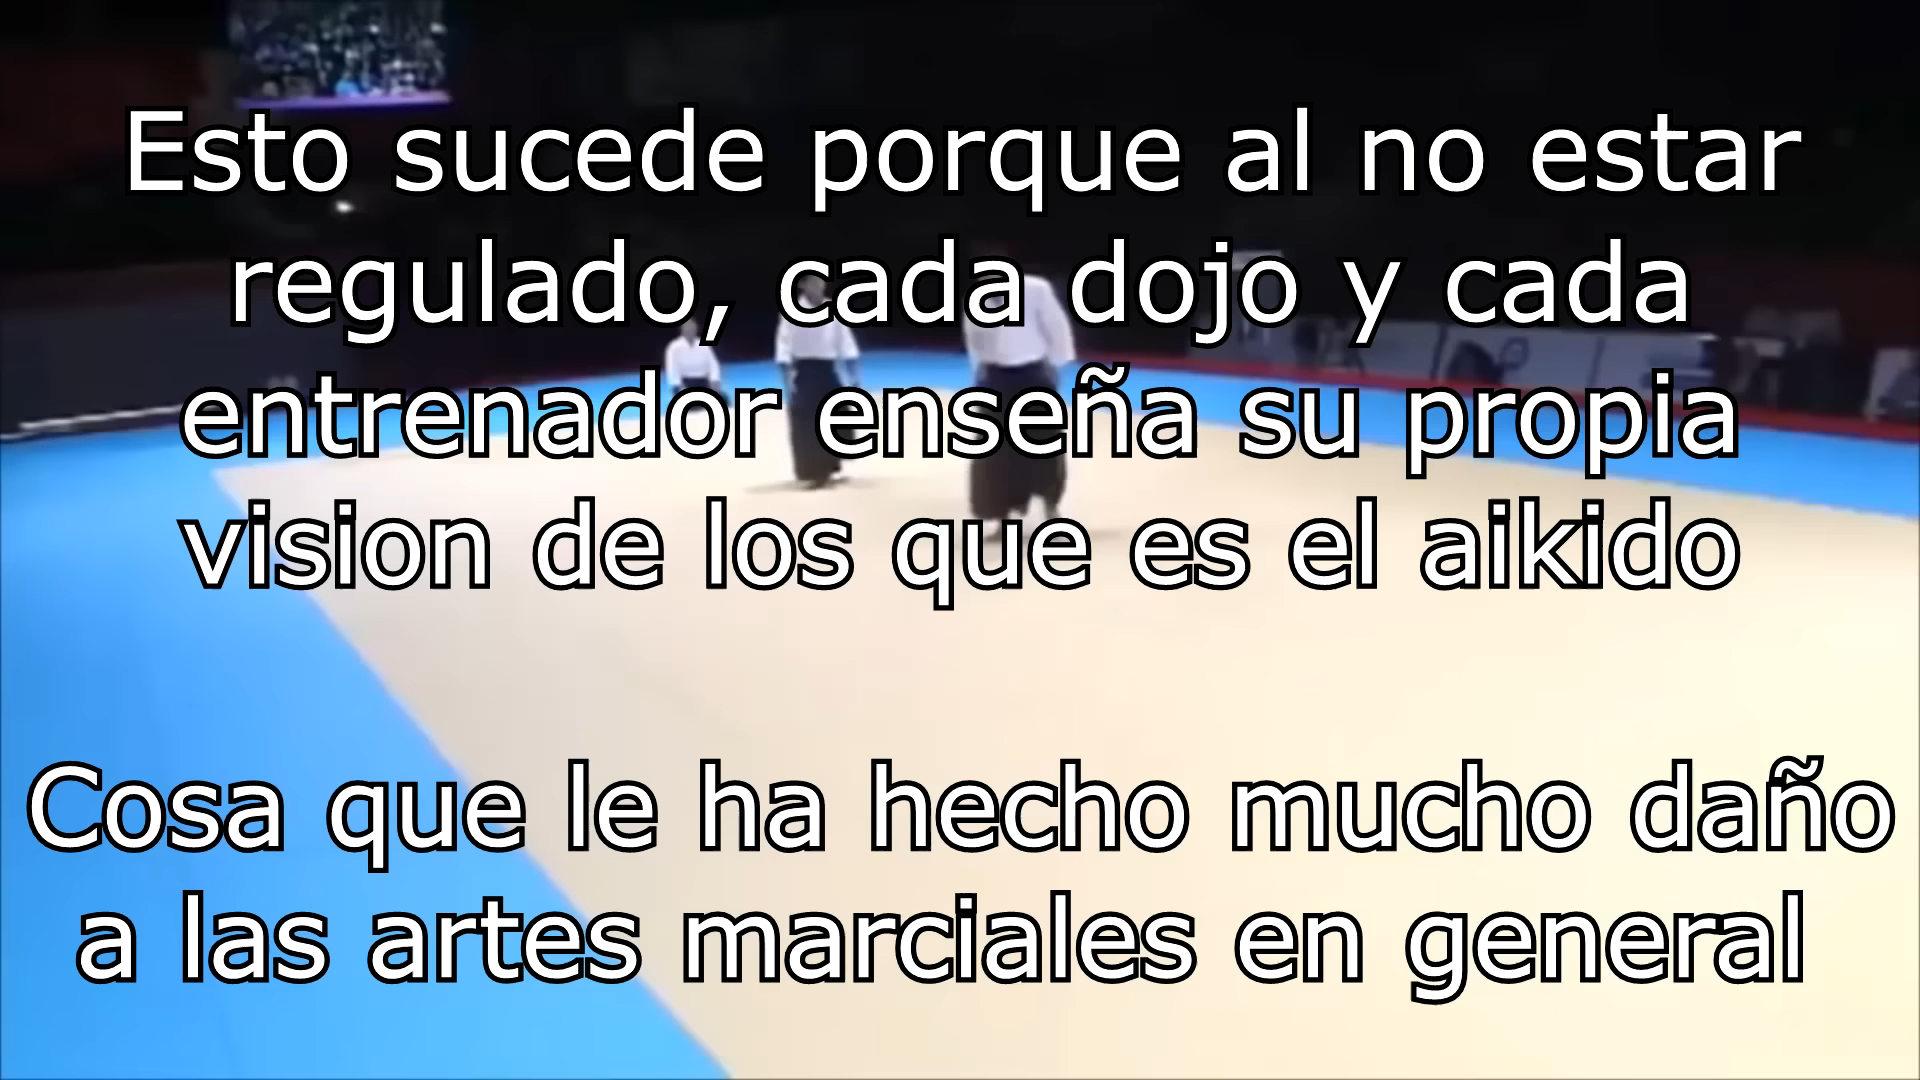 Esto sucede porque al no estar
regulado, cada dojo y cada
entrenador enseña su propia
vision de los que es el aikido
Cosa que le ha hecho mucho daño
a las artes marciales en general